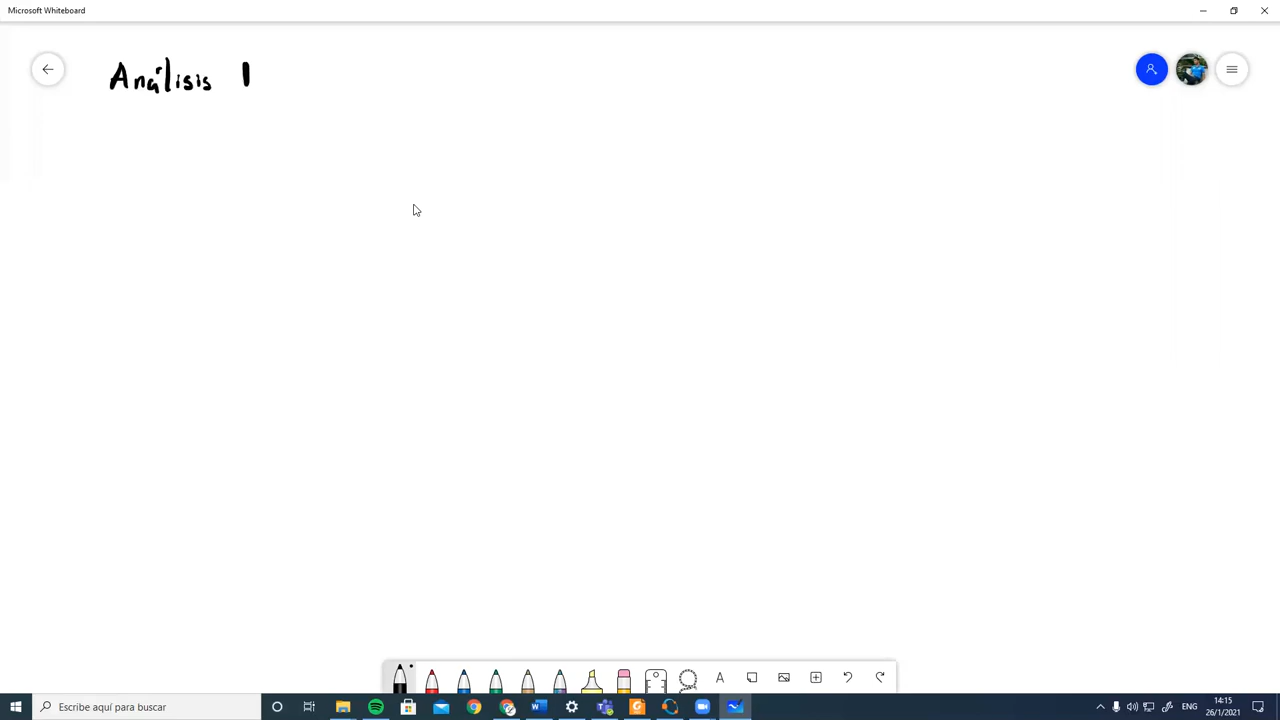 Microsoft Whiteboard
Análisis 1
A
Escribe aquí para buscar
ENG
14:15
26/1/2021